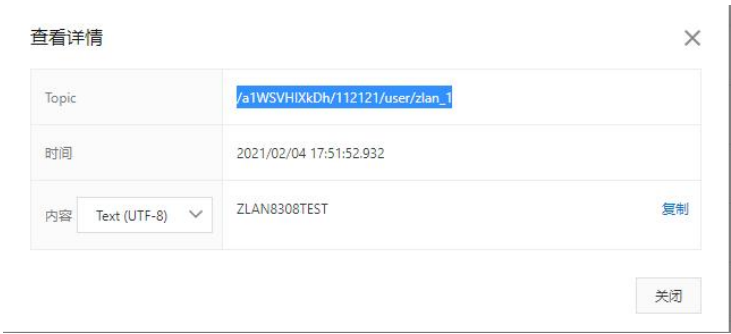 查看详情
Topic /a1WSVHlXkDh/112121/user/zlan_1
时间 2021/02/04 17:51:52.932
内容 Text (UTF-8) ZLAN8308TEST 复制
关闭